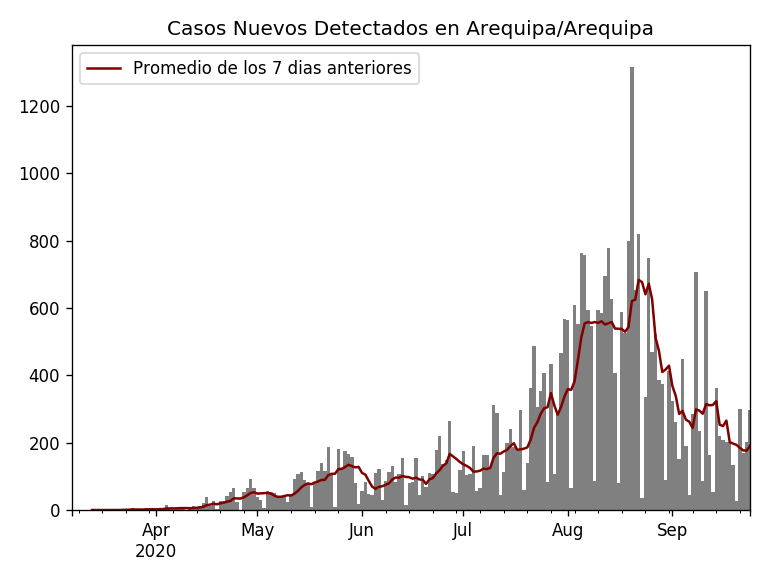 Casos Nuevos Detectados en Arequipa/Arequipa
Promedio de los 7 dias anteriores
1200
1000
800
600
400
200
0
Apr May Jun Jul Aug Sep
2020